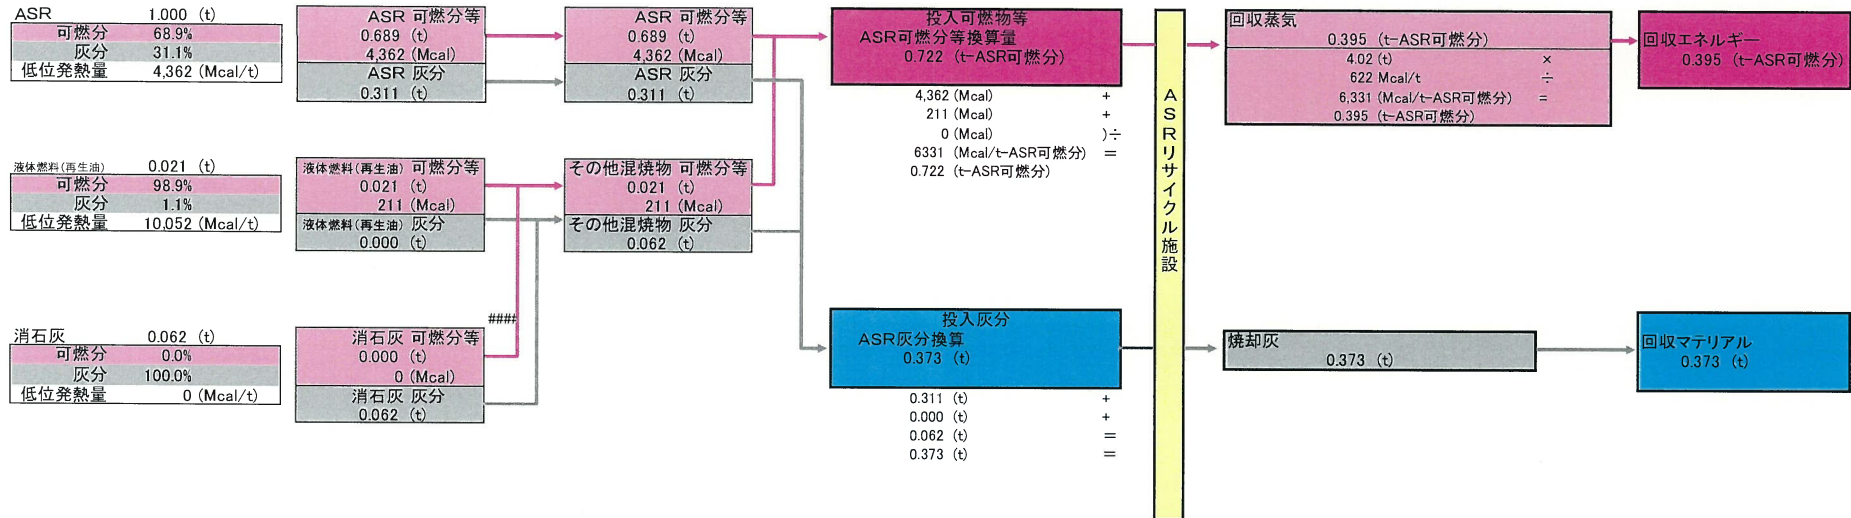 ASR 1.000 (t)
可燃分 68.9%
灰分 31.1%
低位発熱量 4,362 (Mcal/t)
ASR 可燃分等
0.689 (t)
4,362 (Mcal)
ASR 灰分
0.311 (t)
ASR 可燃分等
0.689 (t)
4,362 (Mcal)
ASR 灰分
0.311 (t)
投入可燃物等
ASR可燃分等換算量
0.722 (t-ASR可燃分)
4,362 (Mcal) +
211 (Mcal) +
0 (Mcal) )÷
6331 (Mcal/t-ASR可燃分) =
0.722 (t-ASR可燃分)
ASRリサイクル施設
回収蒸気
0.395 (t-ASR可燃分)
4.02 (t) ×
622 Mcal/t ÷
6,331 (Mcal/t-ASR可燃分) =
0.395 (t-ASR可燃分)
回収エネルギー
0.395 (t-ASR可燃分)
液体燃料(再生油) 0.021 (t)
可燃分 98.9%
灰分 1.1%
低位発熱量 10,052 (Mcal/t)
液体燃料(再生油) 可燃分等
0.021 (t)
211 (Mcal)
液体燃料(再生油) 灰分
0.000 (t)
その他混焼物 可燃分等
0.021 (t)
211 (Mcal)
その他混焼物 灰分
0.062 (t)
消石灰 0.062 (t)
可燃分 0.0%
灰分 100.0%
低位発熱量 0 (Mcal/t)
####
消石灰 可燃分等
0.000 (t)
0 (Mcal)
消石灰 灰分
0.062 (t)
投入灰分
ASR灰分換算
0.373 (t)
0.311 (t) +
0.000 (t) +
0.062 (t) =
0.373 (t) =
焼却灰
0.373 (t)
回収マテリアル
0.373 (t)